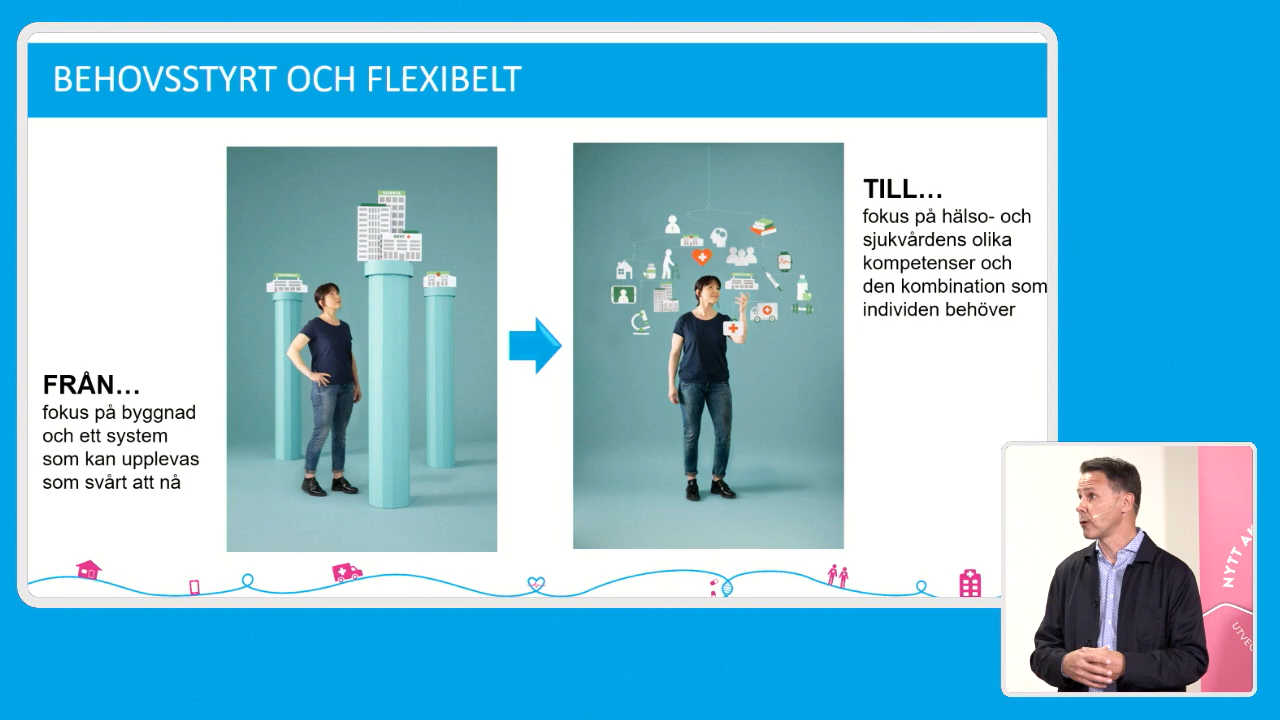 BEHOVSSTYRT OCH FLEXIBELT
FRÅN...
fokus på byggnad
och ett system
som kan upplevas
som svårt att nå
TILL...
fokus på hälso- och
sjukvårdens olika
kompetenser och
den kombination som
individen behöver
NYTT